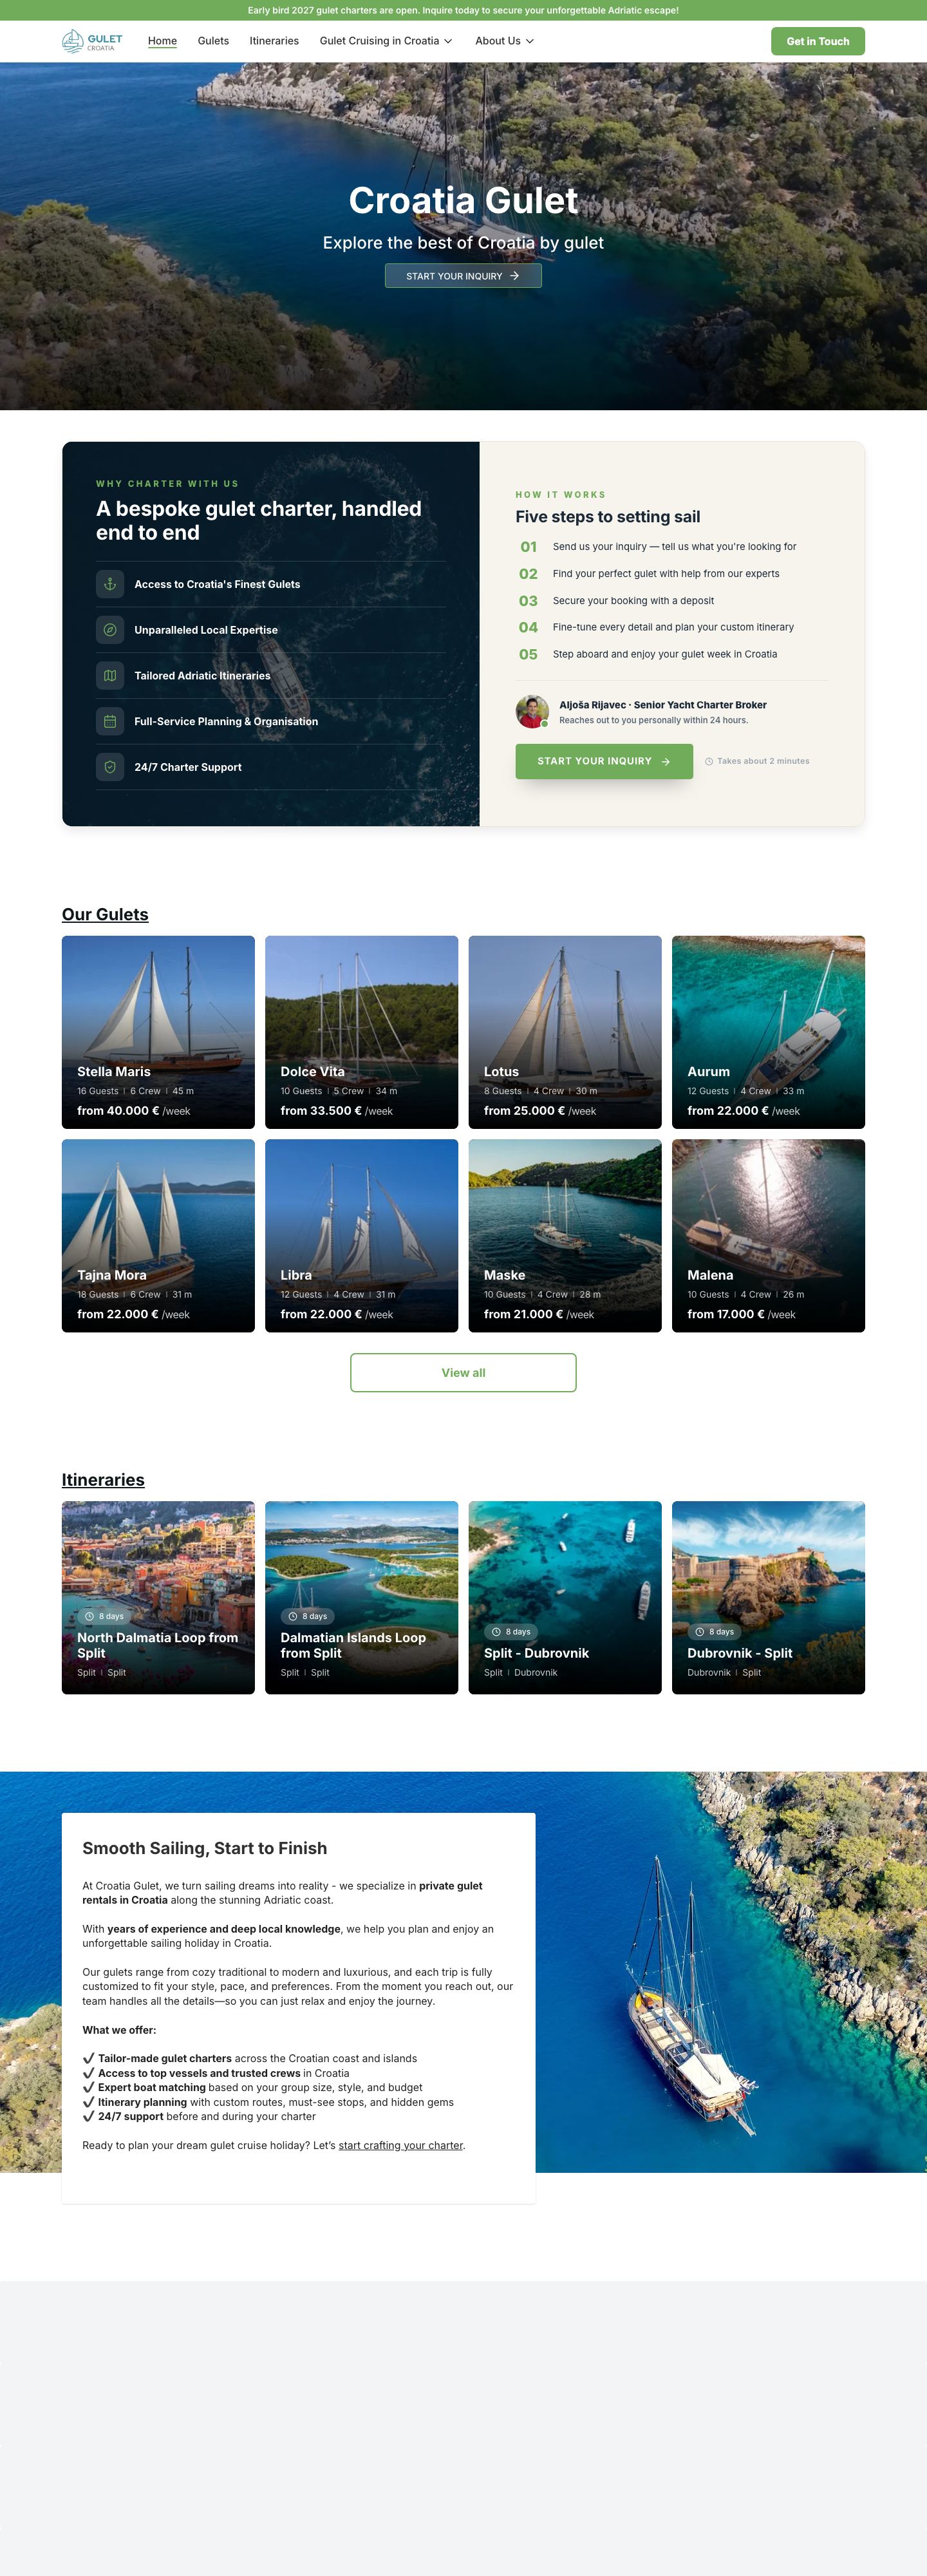 Early bird 2027 gulet charters are open. Inquire today to secure your unforgettable Adriatic escape!
GULET
CROATIA
Home
Gulets
Itineraries
Gulet Cruising in Croatia
About Us
Get in Touch
Croatia Gulet
Explore the best of Croatia by gulet
START YOUR INQUIRY
WHY CHARTER WITH US
A bespoke gulet charter, handled
end to end
Access to Croatia's Finest Gulets
Unparalleled Local Expertise
Tailored Adriatic Itineraries
Full-Service Planning & Organisation
24/7 Charter Support
HOW IT WORKS
Five steps to setting sail
01 Send us your inquiry — tell us what you're looking for
02 Find your perfect gulet with help from our experts
03 Secure your booking with a deposit
04 Fine-tune every detail and plan your custom itinerary
05 Step aboard and enjoy your gulet week in Croatia
Aljoša Rijavec · Senior Yacht Charter Broker
Reaches out to you personally within 24 hours.
START YOUR INQUIRY
Takes about 2 minutes
Our Gulets
Stella Maris
16 Guests | 6 Crew | 45 m
from 40.000 € /week
Dolce Vita
10 Guests | 5 Crew | 34 m
from 33.500 € /week
Lotus
8 Guests | 4 Crew | 30 m
from 25.000 € /week
Aurum
12 Guests | 4 Crew | 33 m
from 22.000 € /week
Tajna Mora
18 Guests | 6 Crew | 31 m
from 22.000 € /week
Libra
12 Guests | 4 Crew | 31 m
from 22.000 € /week
Maske
10 Guests | 4 Crew | 28 m
from 21.000 € /week
Malena
10 Guests | 4 Crew | 26 m
from 17.000 € /week
View all
Itineraries
8 days
North Dalmatia Loop from
Split
Split | Split
8 days
Dalmatian Islands Loop
from Split
Split | Split
8 days
Split - Dubrovnik
Split | Dubrovnik
8 days
Dubrovnik - Split
Dubrovnik | Split
Smooth Sailing, Start to Finish
At Croatia Gulet, we turn sailing dreams into reality - we specialize in private gulet
rentals in Croatia along the stunning Adriatic coast.
With years of experience and deep local knowledge, we help you plan and enjoy an
unforgettable sailing holiday in Croatia.
Our gulets range from cozy traditional to modern and luxurious, and each trip is fully
customized to fit your style, pace, and preferences. From the moment you reach out, our
team handles all the details—so you can just relax and enjoy the journey.
What we offer:
✔ Tailor-made gulet charters across the Croatian coast and islands
✔ Access to top vessels and trusted crews in Croatia
✔ Expert boat matching based on your group size, style, and budget
✔ Itinerary planning with custom routes, must-see stops, and hidden gems
✔ 24/7 support before and during your charter
Ready to plan your dream gulet cruise holiday? Let's start crafting your charter.